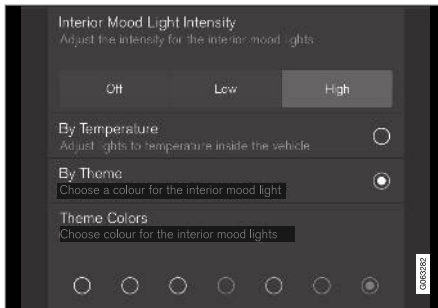 Interior Mood Light Intensity
Adjust the intensity for the interior mood lights
Off Low High
By Temperature
Adjust lights to temperature inside the vehicle
By Theme
Choose a colour for the interior mood light
Theme Colors
Choose colour for the interior mood lights
G063282